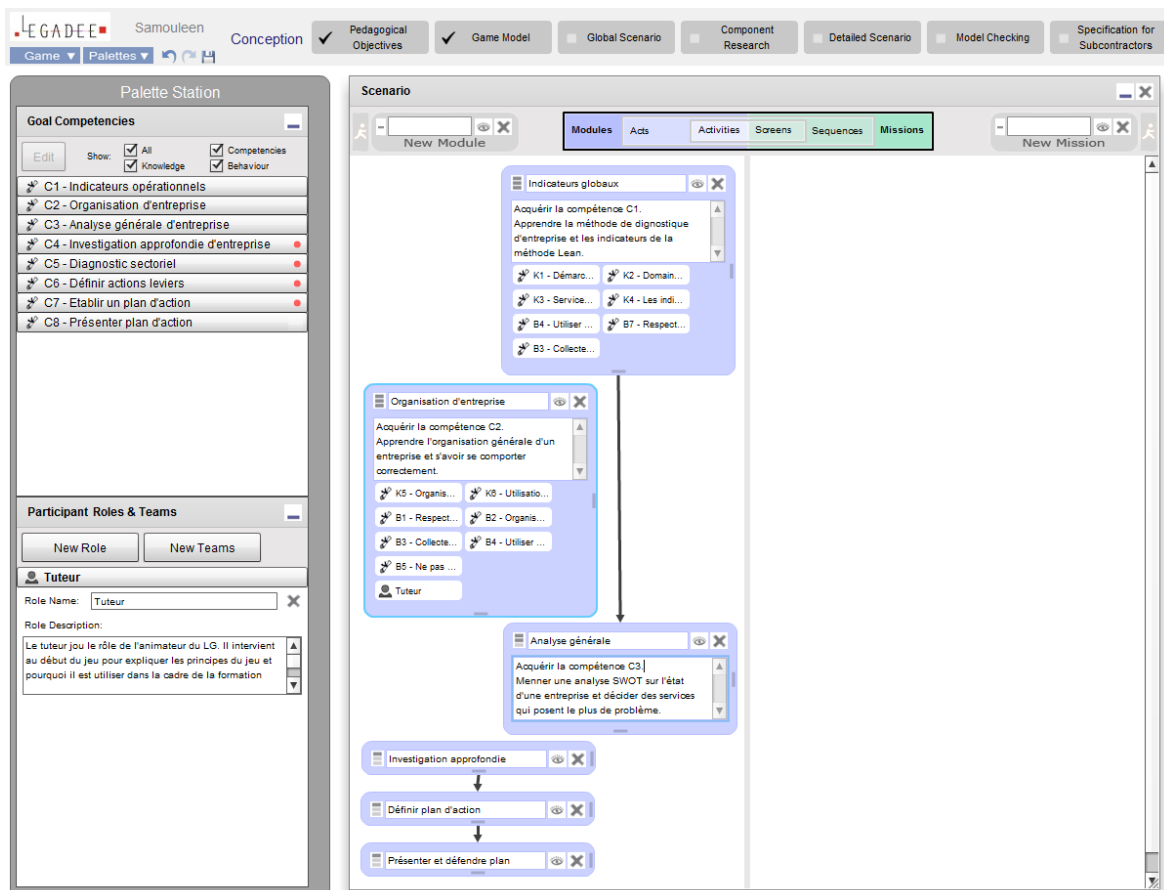 LEGADEE
Samouleen
Conception
Pedagogical
Objectives
Game Model
Global Scenario
Component
Research
Detailed Scenario
Model Checking
Specification for
Subcontractors
Game
Palettes
Palette Station
Goal Competencies
Edit
Show:
All
Competencies
Knowledge
Behaviour
C1 - Indicateurs opérationnels
C2 - Organisation d'entreprise
C3 - Analyse générale d'entreprise
C4 - Investigation approfondie d'entreprise
C5 - Diagnostic sectoriel
C6 - Définir actions leviers
C7 - Etablir un plan d'action
C8 - Présenter plan d'action
Participant Roles & Teams
New Role
New Teams
Tuteur
Role Name:
Tuteur
Role Description:
Le tuteur jou le rôle de l'animateur du LG. Il intervient
au début du jeu pour expliquer les principes du jeu et
pourquoi il est utiliser dans la cadre de la formation
Scenario
New Module
Modules
Acts
Activities
Screens
Sequences
Missions
New Mission
Indicateurs globaux
Acquérir la compétence C1.
Apprendre la méthode de dignostique
d'entreprise et les indicateurs de la
méthode Lean.
K1 - Démarc...
K2 - Domain...
K3 - Service...
K4 - Les indi...
B4 - Utiliser ...
B7 - Respect...
B3 - Collecte...
Organisation d'entreprise
Acquérir la compétence C2.
Apprendre l'organisation générale d'un
entreprise et s'avoir se comporter
correctement.
K5 - Organis...
K6 - Utilisatio...
B1 - Respect...
B2 - Organis...
B3 - Collecte...
B4 - Utiliser ...
B5 - Ne pas ...
Tuteur
Analyse générale
Acquérir la compétence C3.
Menner une analyse SWOT sur l'état
d'une entreprise et décider des services
qui posent le plus de problème.
Investigation approfondie
Définir plan d'action
Présenter et défendre plan